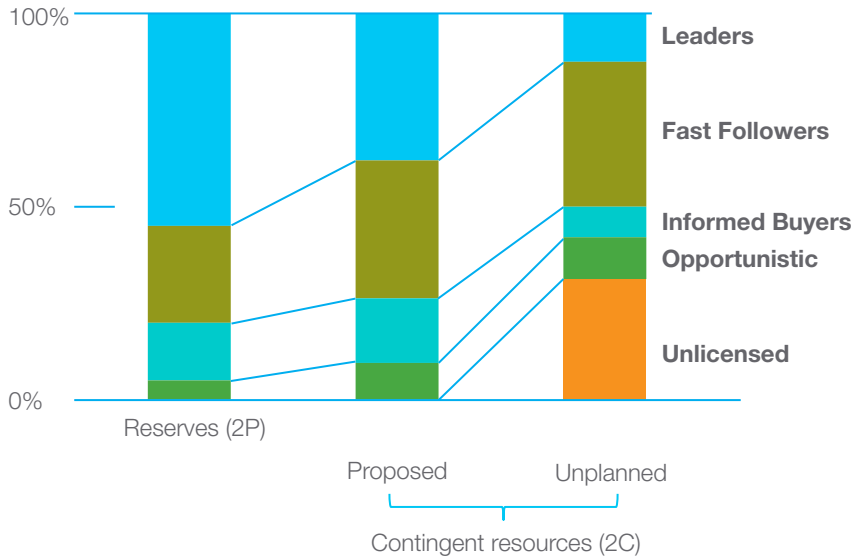 100%
Leaders
Fast Followers
50%
Informed Buyers
Opportunistic
Unlicensed
0%
Reserves (2P)
Proposed
Unplanned
Contingent resources (2C)